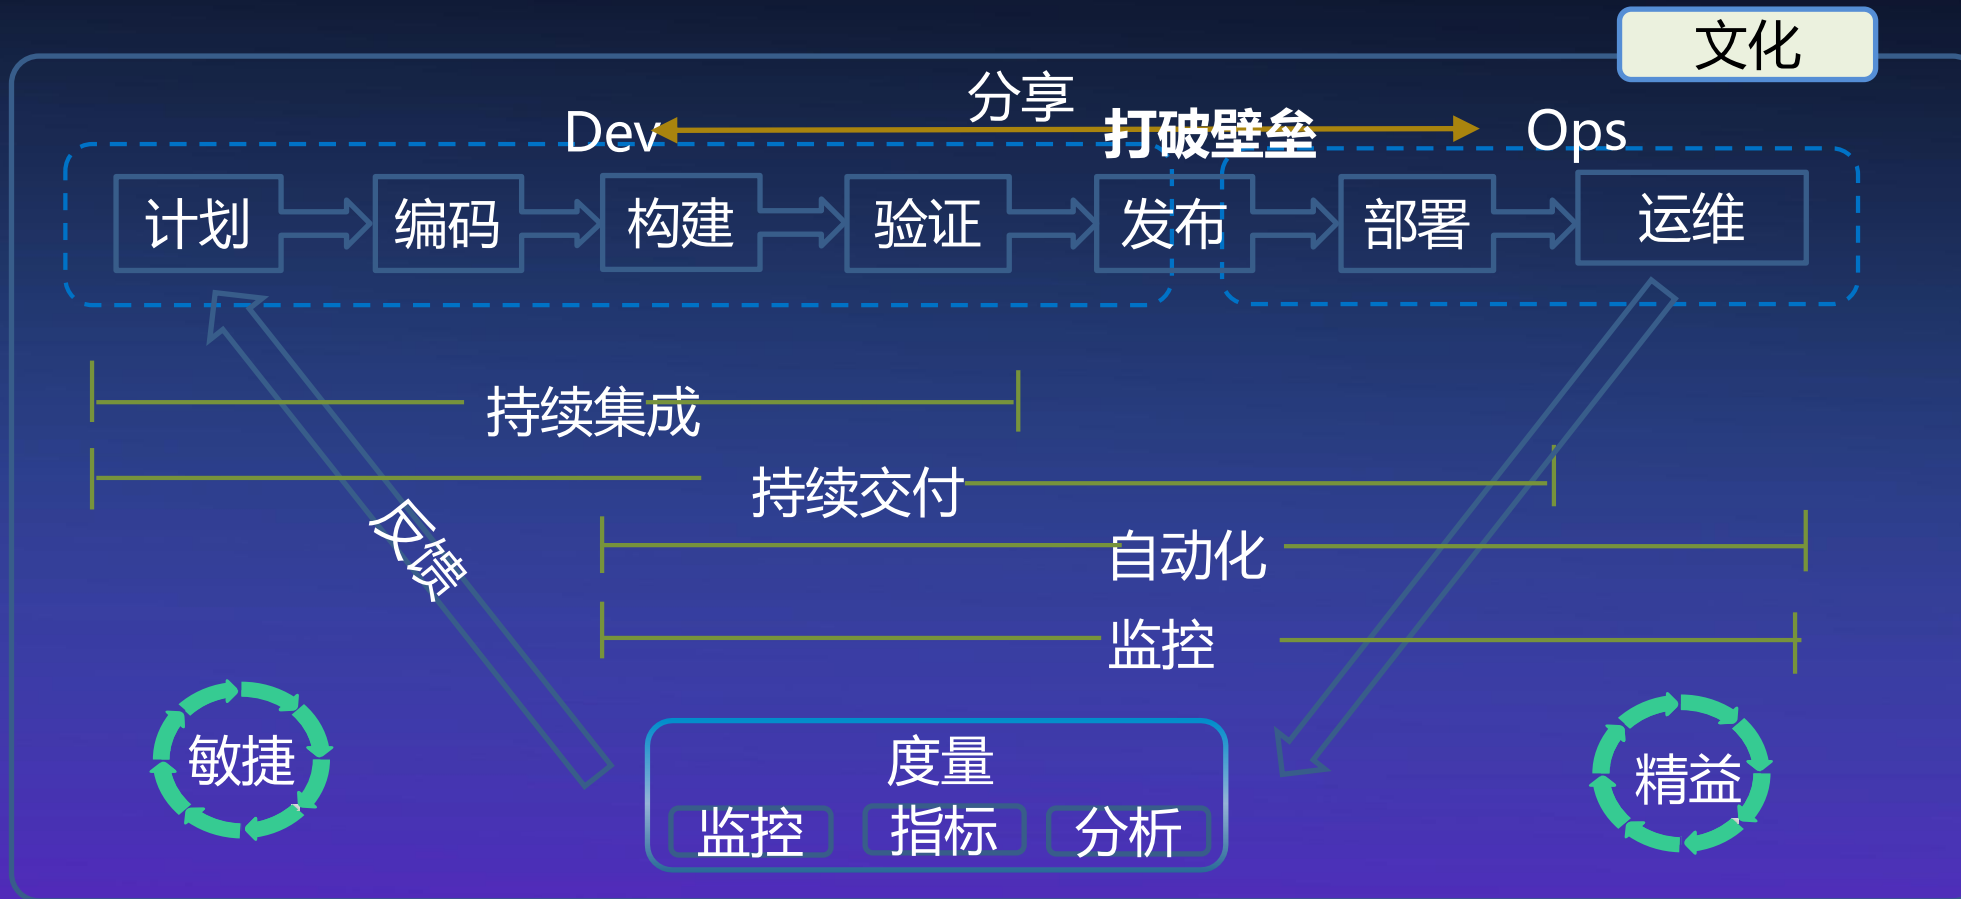 文化
分享
Dev
打破壁垒
Ops
计划
编码
构建
验证
发布
部署
运维
持续集成
持续交付
自动化
反馈
监控
敏捷
度量
精益
监控
指标
分析